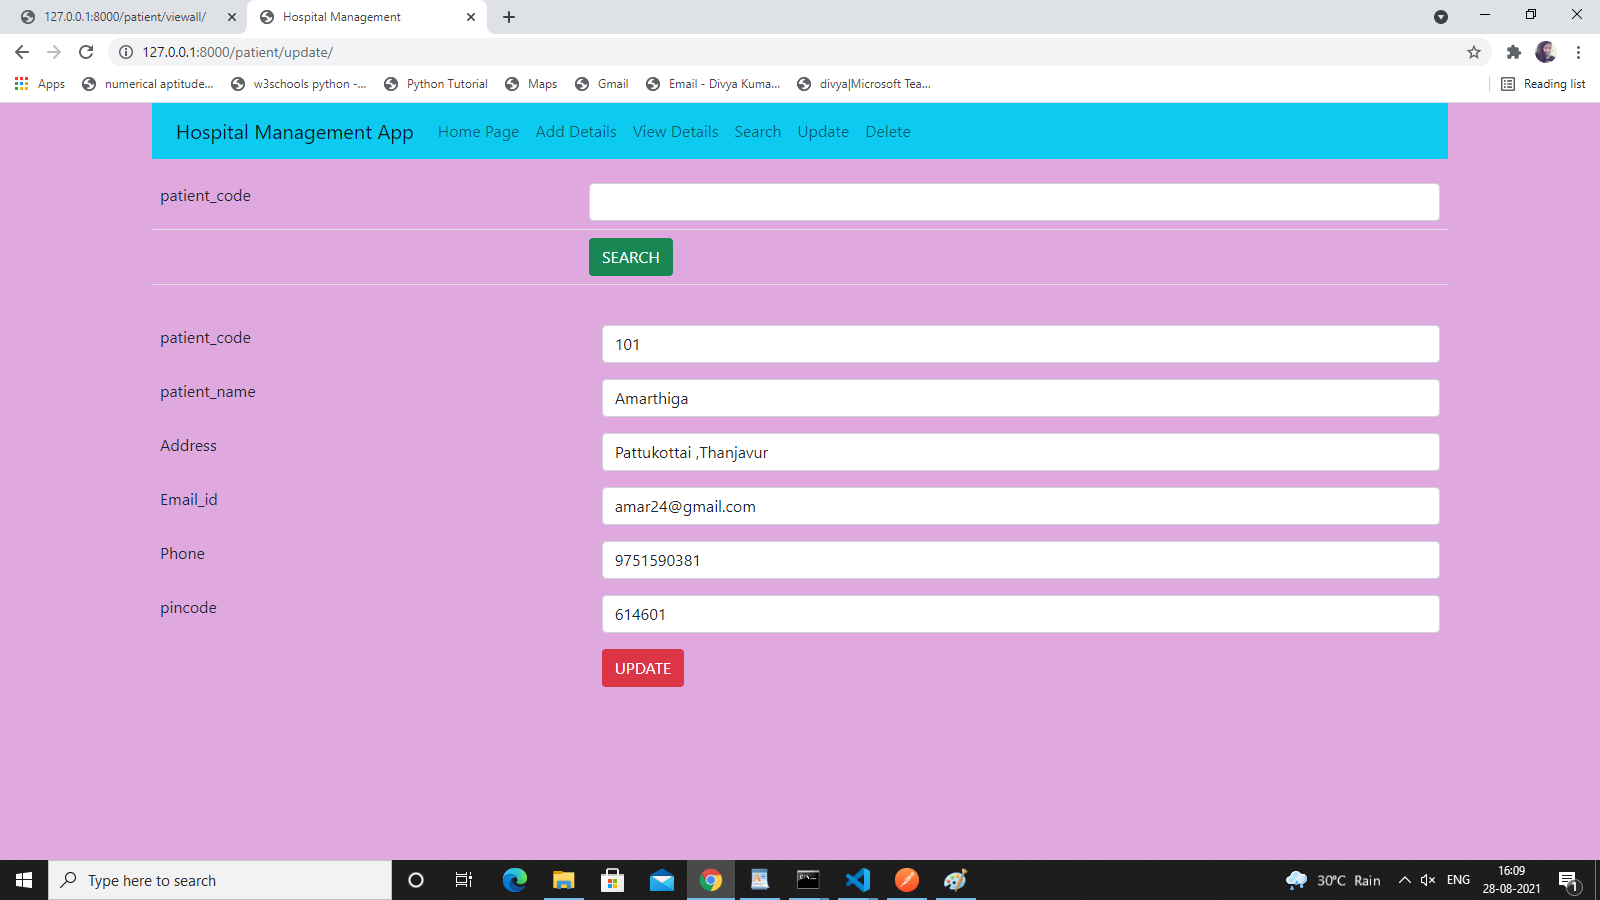 127.0.0.1:8000/patient/viewall/
Hospital Management
127.0.0.1:8000/patient/update/
Apps
numerical aptitude...
w3schools python -...
Python Tutorial
Maps
Gmail
Email - Divya Kuma...
divya|Microsoft Tea...
Reading list
Hospital Management App
Home Page
Add Details
View Details
Search
Update
Delete
patient_code
SEARCH
patient_code
101
patient_name
Amarthiga
Address
Pattukottai ,Thanjavur
Email_id
amar24@gmail.com
Phone
9751590381
pincode
614601
UPDATE
Type here to search
30°C Rain
ENG
16:09
28-08-2021
1